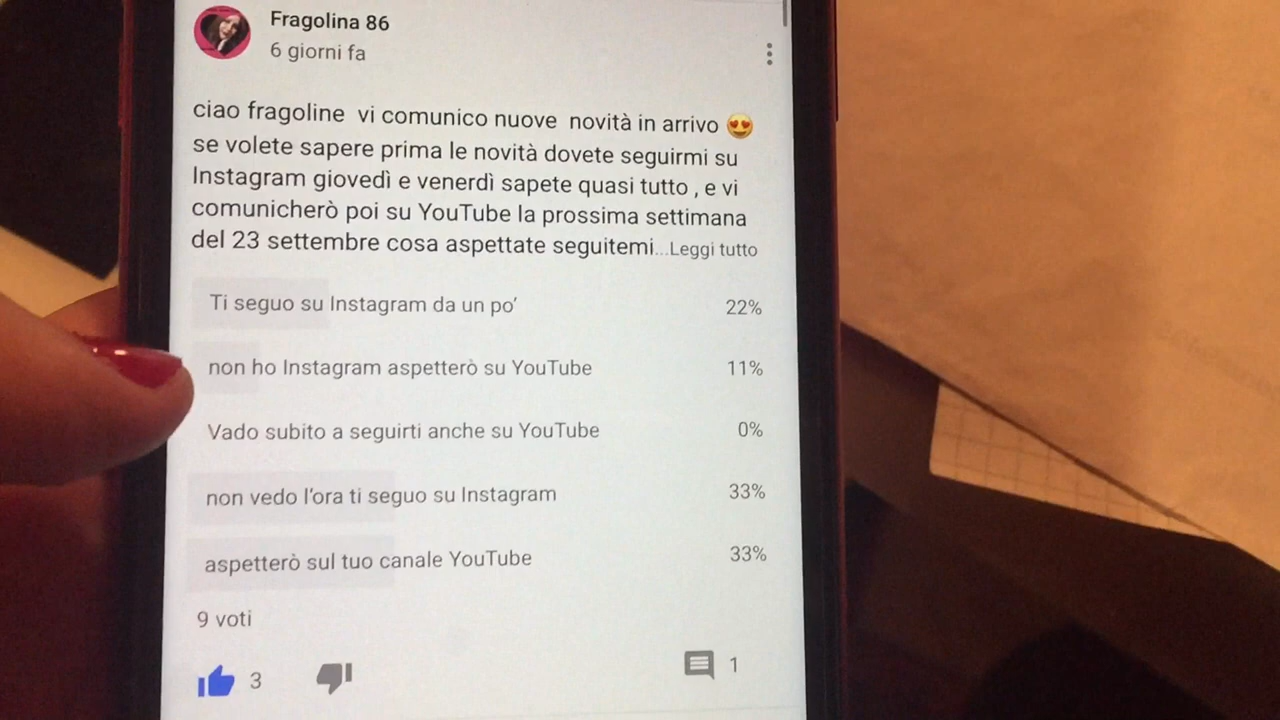 Fragolina 86
6 giorni fa
ciao fragoline vi comunico nuove novità in arrivo 😍
se volete sapere prima le novità dovete seguirmi su
Instagram giovedì e venerdì sapete quasi tutto , e vi
comunicherò poi su YouTube la prossima settimana
del 23 settembre cosa aspettate seguitemi...Leggi tutto
Ti seguo su Instagram da un po' 22%
non ho Instagram aspetterò su YouTube 11%
Vado subito a seguirti anche su YouTube 0%
non vedo l'ora ti seguo su Instagram 33%
aspetterò sul tuo canale YouTube 33%
9 voti
3 1